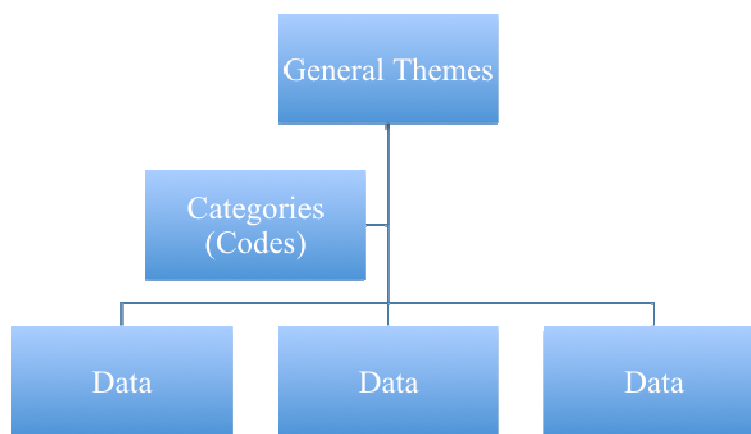 General Themes
Categories
(Codes)
Data
Data
Data